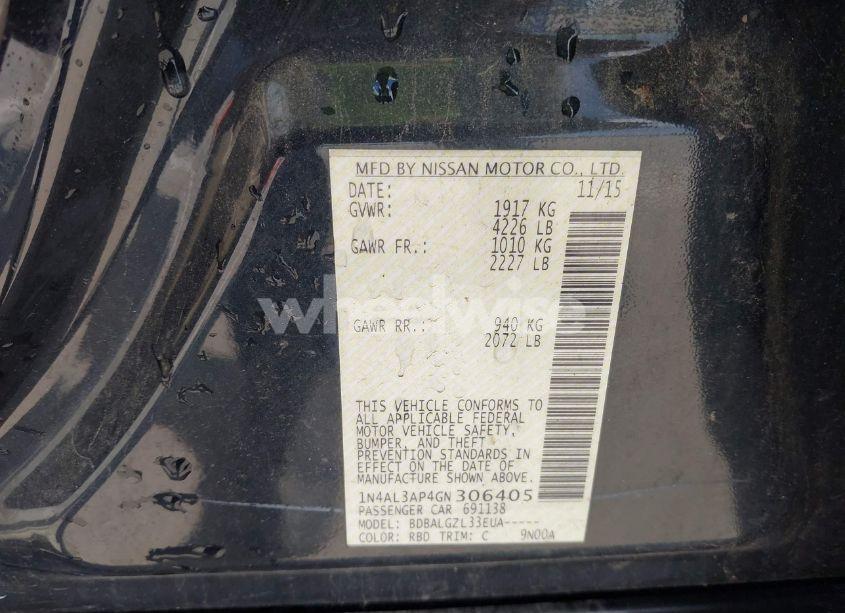 MFD BY NISSAN MOTOR CO., LTD.
DATE: 11/15
GVWR: 1917 KG
4226 LB
GAWR FR.: 1010 KG
2227 LB
wheelwise
GAWR RR.: 940 KG
2072 LB
THIS VEHICLE CONFORMS TO
ALL APPLICABLE FEDERAL
MOTOR VEHICLE SAFETY,
BUMPER, AND THEFT
PREVENTION STANDARDS IN
EFFECT ON THE DATE OF
MANUFACTURE SHOWN ABOVE.
1N4AL3AP4GN306405
PASSENGER CAR 691138
MODEL: BDBALGZL33EUA-----
COLOR: RBD TRIM: C 9N00A